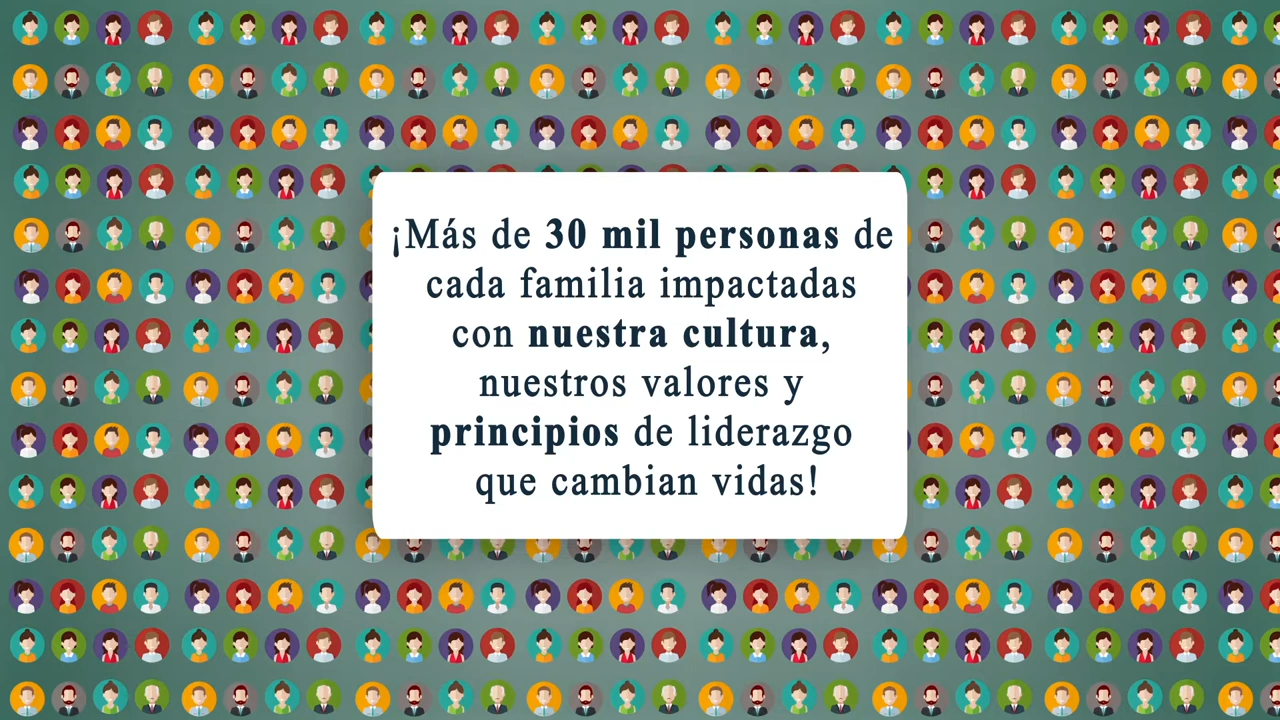 ¡Más de 30 mil personas de
cada familia impactadas
con nuestra cultura,
nuestros valores y
principios de liderazgo
que cambian vidas!